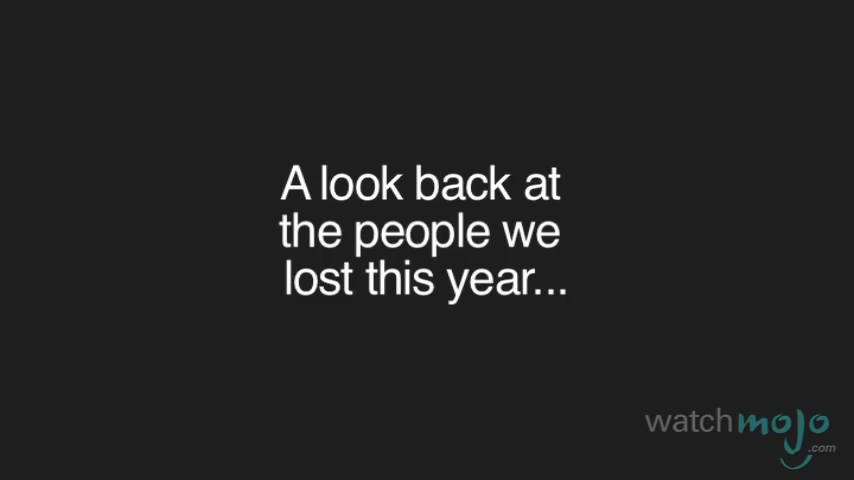 A look back at
the people we
lost this year...
watchmojo
.com